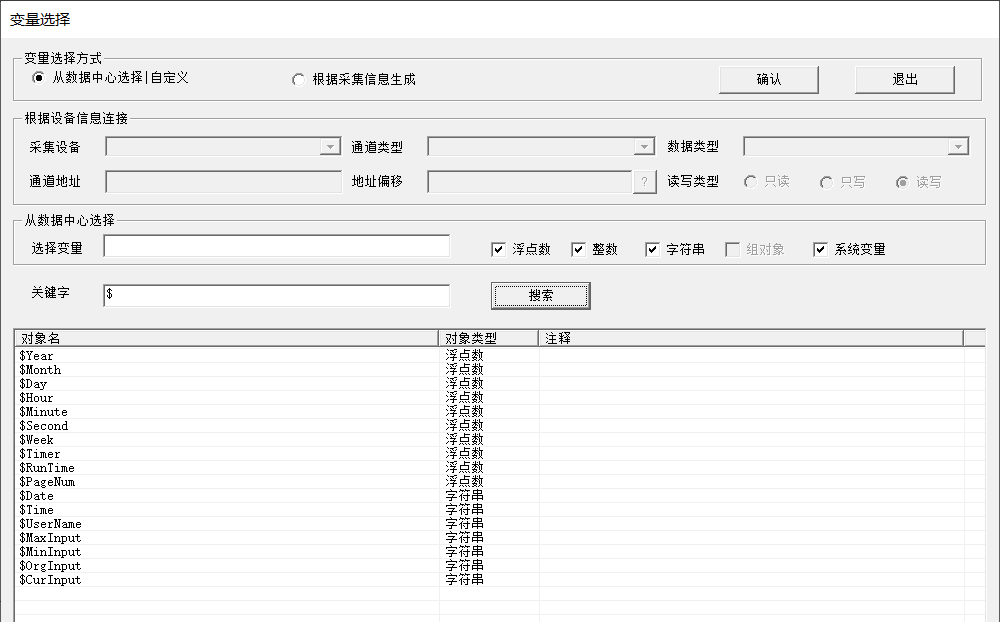 变量选择
变量选择方式
从数据中心选择|自定义 根据采集信息生成 确认 退出
根据设备信息连接
采集设备 通道类型 数据类型
通道地址 地址偏移 ? 读写类型 只读 只写 读写
从数据中心选择
选择变量 浮点数 整数 字符串 组对象 系统变量
关键字 $ 搜索
对象名 对象类型 注释
$Year 浮点数
$Month 浮点数
$Day 浮点数
$Hour 浮点数
$Minute 浮点数
$Second 浮点数
$Week 浮点数
$Timer 浮点数
$RunTime 浮点数
$PageNum 浮点数
$Date 字符串
$Time 字符串
$UserName 字符串
$MaxInput 字符串
$MinInput 字符串
$OrgInput 字符串
$CurInput 字符串